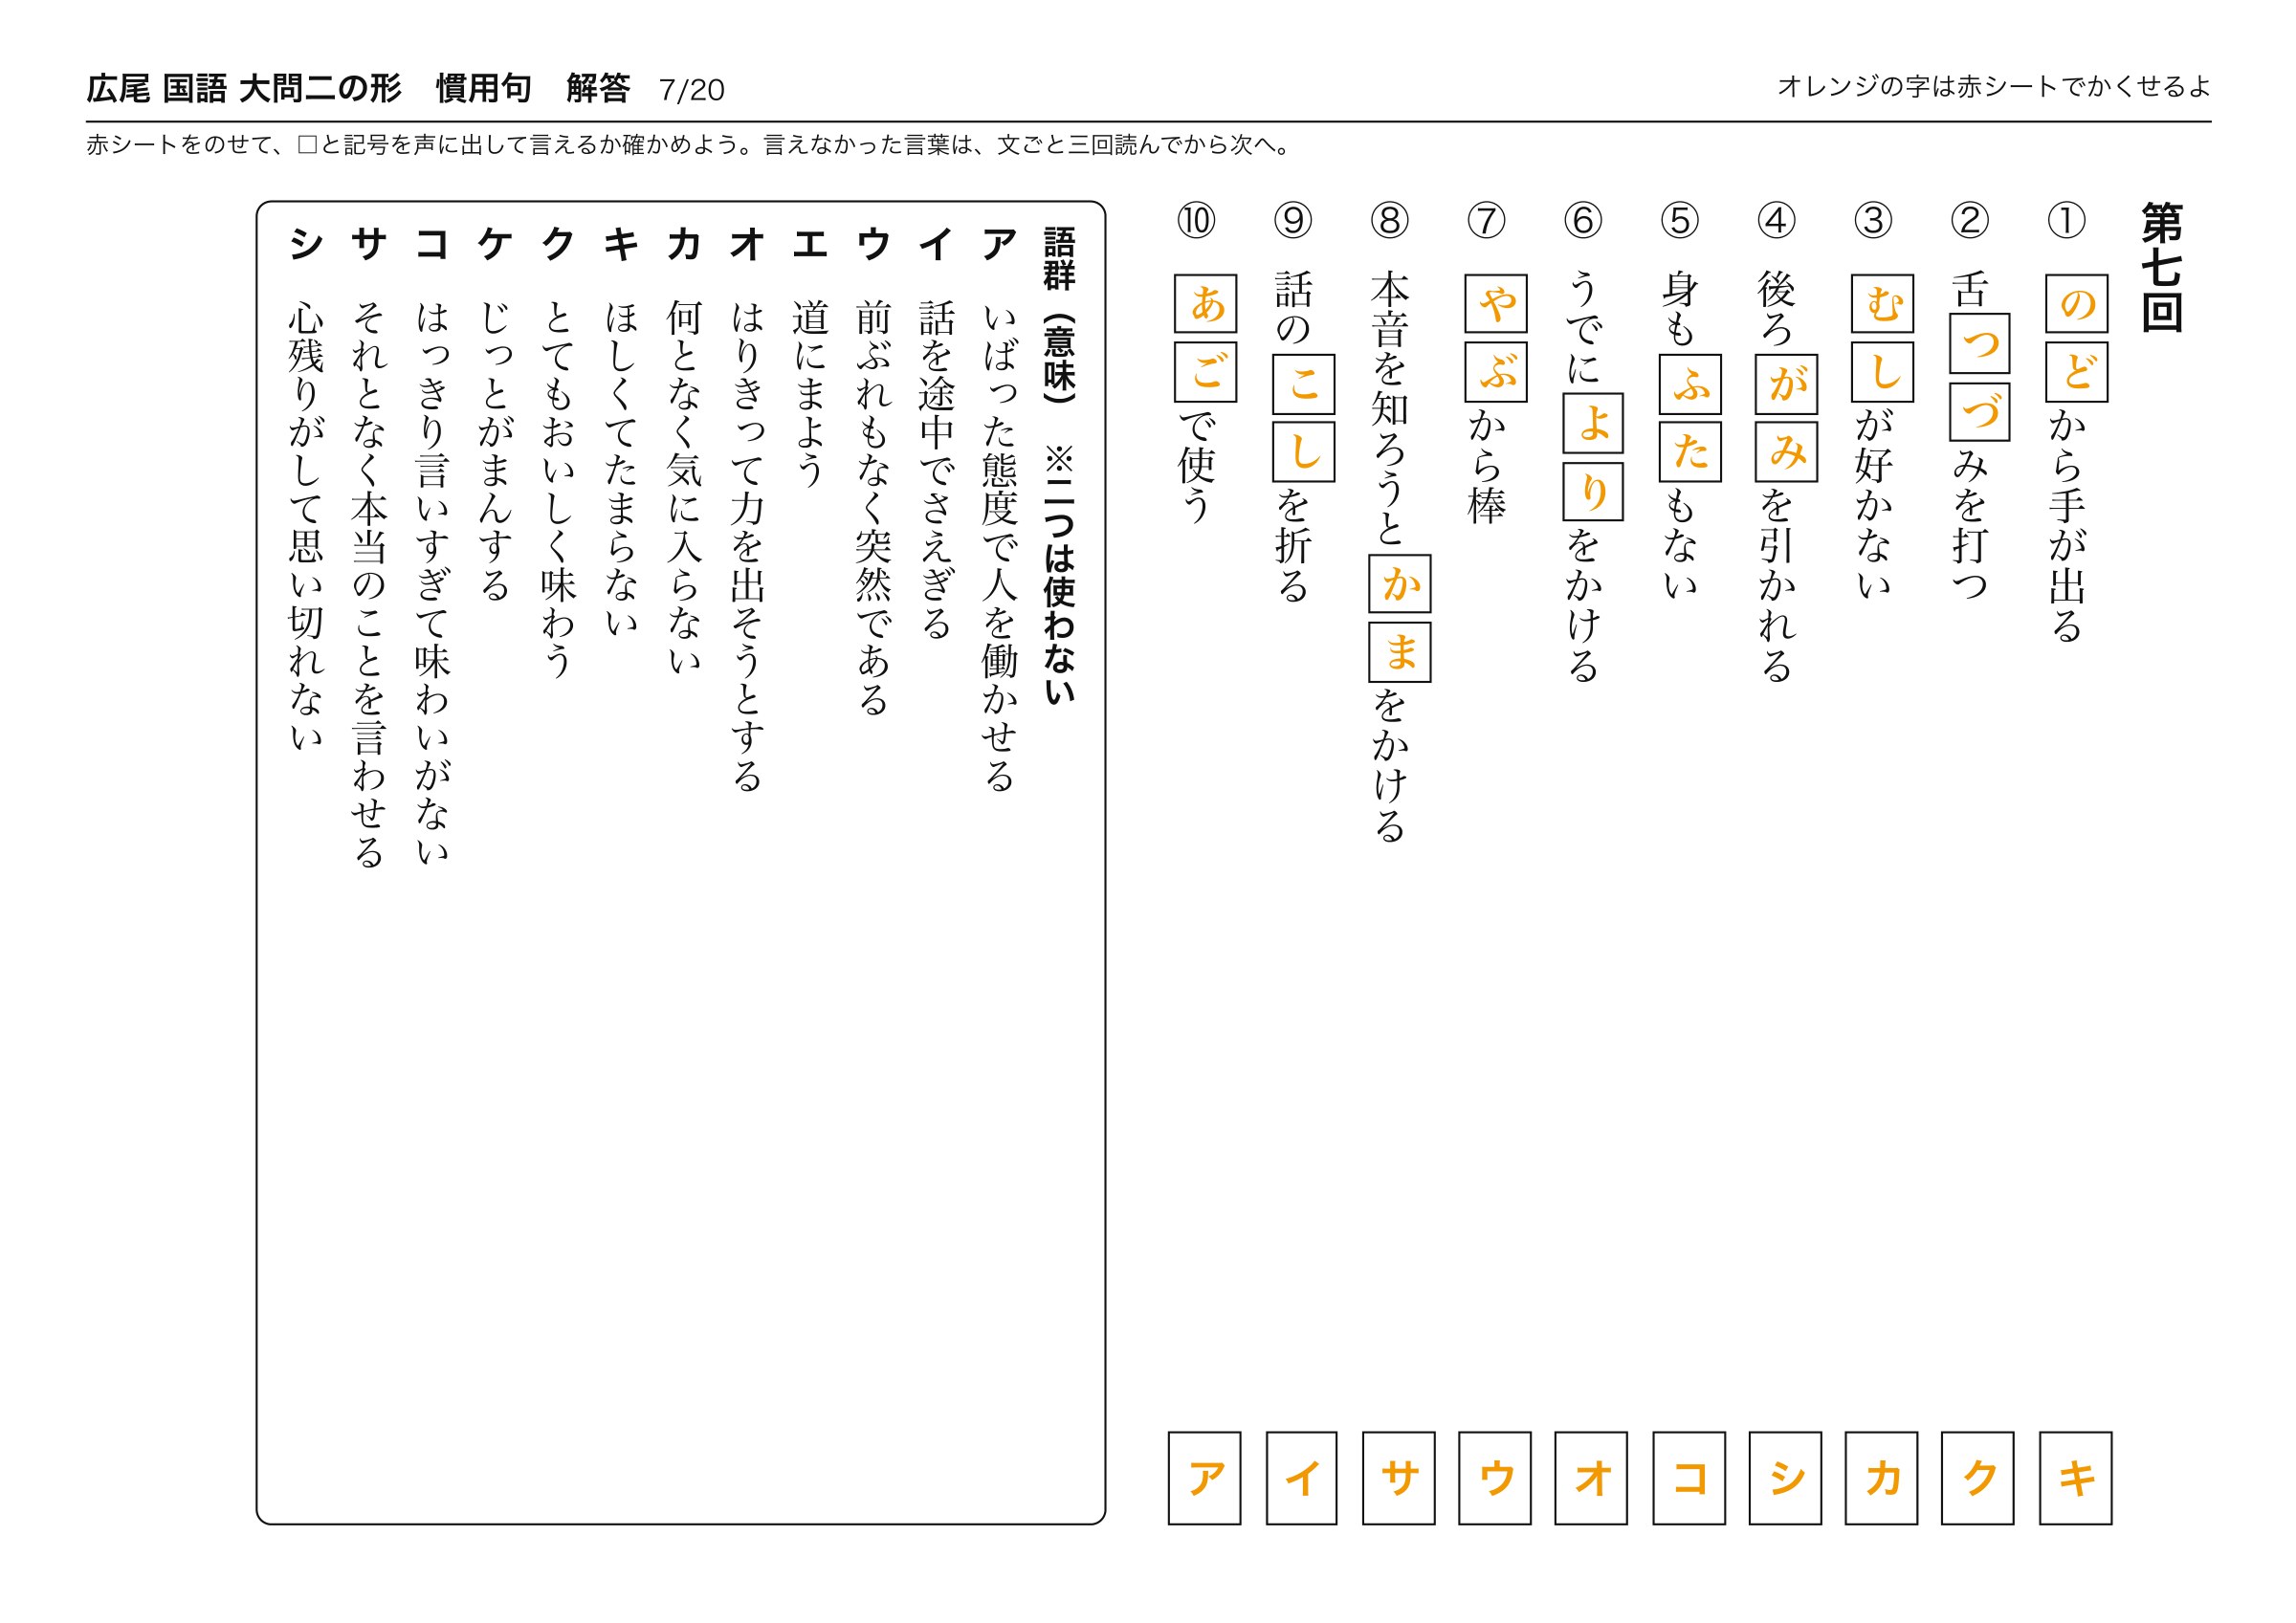 広尾 国語 大問二の形　慣用句　解答　7/20
オレンジの字は赤シートでかくせるよ
赤シートをのせて、□と記号を声に出して言えるか確かめよう。言えなかった言葉は、文ごと三回読んでから次へ。
第七回
① のどから手が出る　キ
② 舌つづみを打つ　ク
③ むしが好かない　カ
④ 後ろがみを引かれる　シ
⑤ 身もふたもない　コ
⑥ うでによりをかける　オ
⑦ やぶから棒　ウ
⑧ 本音を知ろうとかまをかける　サ
⑨ 話のこしを折る　イ
⑩ あごで使う　ア
語群（意味）　※二つは使わない
ア　いばった態度で人を働かせる
イ　話を途中でさえぎる
ウ　前ぶれもなく突然である
エ　道にまよう
オ　はりきって力を出そうとする
カ　何となく気に入らない
キ　ほしくてたまらない
ク　とてもおいしく味わう
ケ　じっとがまんする
コ　はっきり言いすぎて味わいがない
サ　それとなく本当のことを言わせる
シ　心残りがして思い切れない